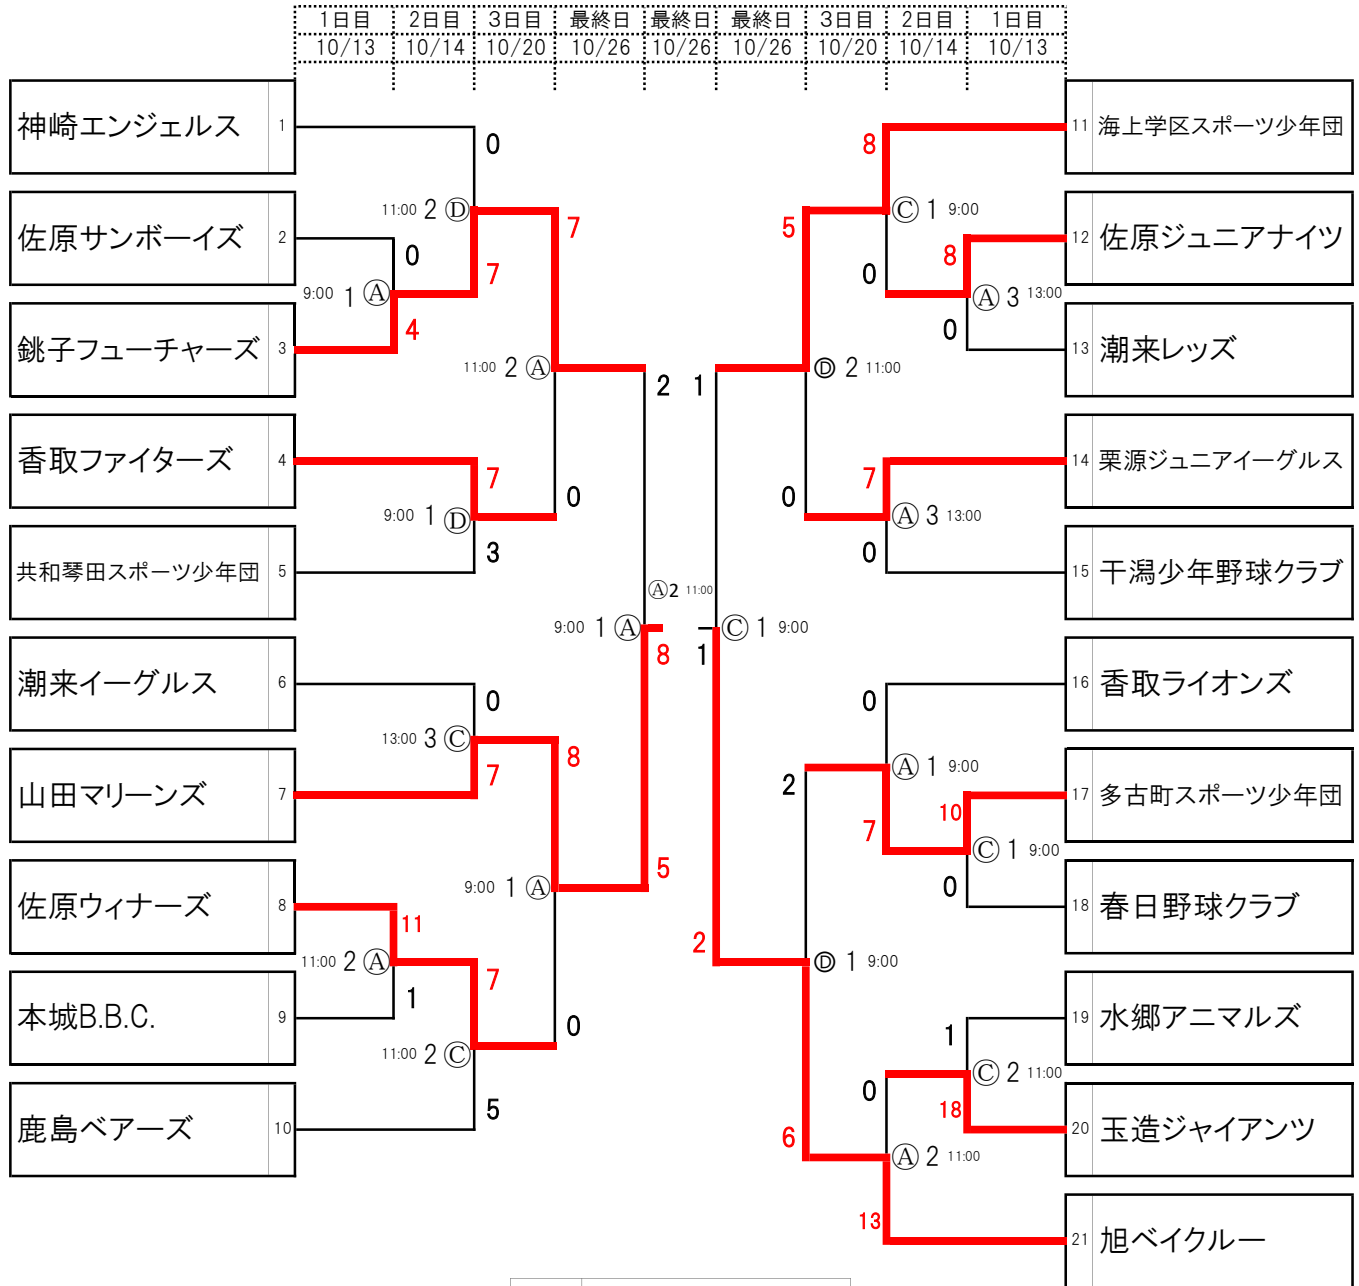 1日目 2日目 3日目 最終日 最終日 最終日 3日目 2日目 1日目
10/13 10/14 10/20 10/26 10/26 10/26 10/20 10/14 10/13
神崎エンジェルス 1
佐原サンボーイズ 2
銚子フューチャーズ 3
香取ファイターズ 4
共和琴田スポーツ少年団 5
潮来イーグルス 6
山田マリーンズ 7
佐原ウィナーズ 8
本城B.B.C. 9
鹿島ベアーズ 10
0
11:00 2 Ⓓ
7
0
9:00 1 Ⓐ
7
4
11:00 2 Ⓐ
7
0
9:00 1 Ⓓ
3
0
13:00 3 Ⓒ
7
8
9:00 1 Ⓐ
11
11:00 2 Ⓐ
7
1
0
11:00 2 Ⓒ
5
2 1
Ⓐ2 11:00
9:00 1 Ⓐ
8 1
Ⓒ 1 9:00
5
2
8
Ⓒ 1 9:00
5
8
0
Ⓐ 3 13:00
0
Ⓓ 2 11:00
7
0
Ⓐ 3 13:00
0
0
Ⓐ 1 9:00
2
10
7
Ⓒ 1 9:00
0
Ⓓ 1 9:00
1
Ⓒ 2 11:00
0
18
6
Ⓐ 2 11:00
13
11 海上学区スポーツ少年団
12 佐原ジュニアナイツ
13 潮来レッズ
14 栗源ジュニアイーグルス
15 干潟少年野球クラブ
16 香取ライオンズ
17 多古町スポーツ少年団
18 春日野球クラブ
19 水郷アニマルズ
20 玉造ジャイアンツ
21 旭ベイクルー